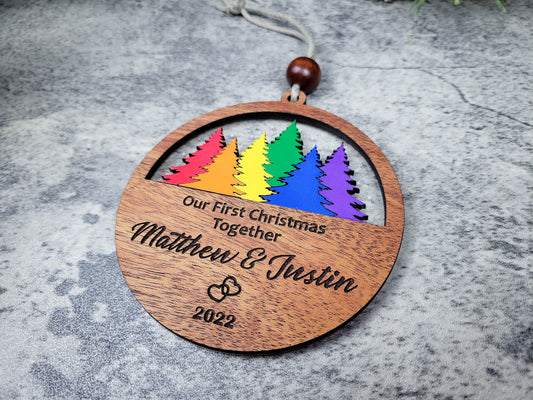 Our First Christmas
Together
Matthew & Justin
2022